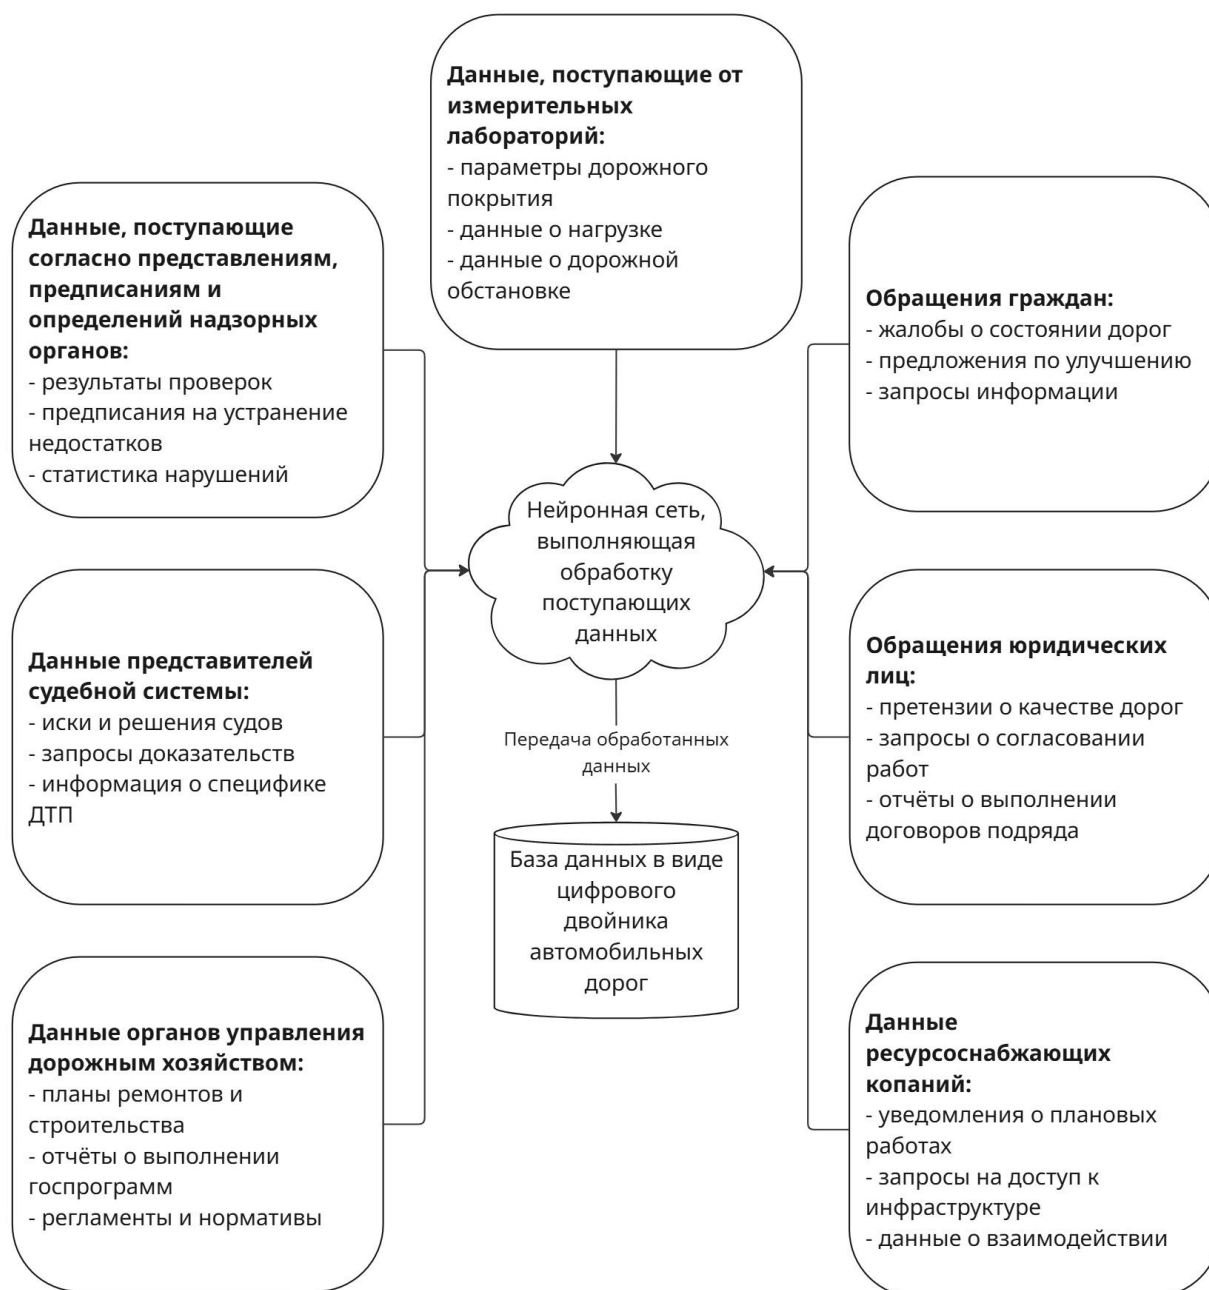 Данные, поступающие от
измерительных
лабораторий:
- параметры дорожного
покрытия
- данные о нагрузке
- данные о дорожной
обстановке
Данные, поступающие
согласно представлениям,
предписаниям и
определений надзорных
органов:
- результаты проверок
- предписания на устранение
недостатков
- статистика нарушений
Обращения граждан:
- жалобы о состоянии дорог
- предложения по улучшению
- запросы информации
Нейронная сеть,
выполняющая
обработку
поступающих
данных
Данные представителей
судебной системы:
- иски и решения судов
- запросы доказательств
- информация о специфике
ДТП
Обращения юридических
лиц:
- претензии о качестве дорог
- запросы о согласовании
работ
- отчёты о выполнении
договоров подряда
Передача обработанных
данных
База данных в виде
цифрового
двойника
автомобильных
дорог
Данные органов управления
дорожным хозяйством:
- планы ремонтов и
строительства
- отчёты о выполнении
госпрограмм
- регламенты и нормативы
Данные
ресурсоснабжающих
копаний:
- уведомления о плановых
работах
- запросы на доступ к
инфраструктуре
- данные о взаимодействии